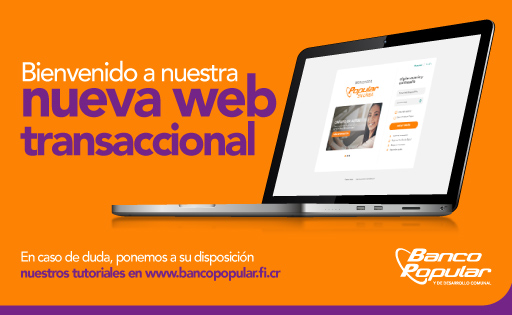 Bienvenido a nuestra
nueva web
transaccional
Popular
En caso de duda, ponemos a su disposición
nuestros tutoriales en www.bancopopular.fi.cr
Banco
Popular
Y DE DESARROLLO COMUNAL